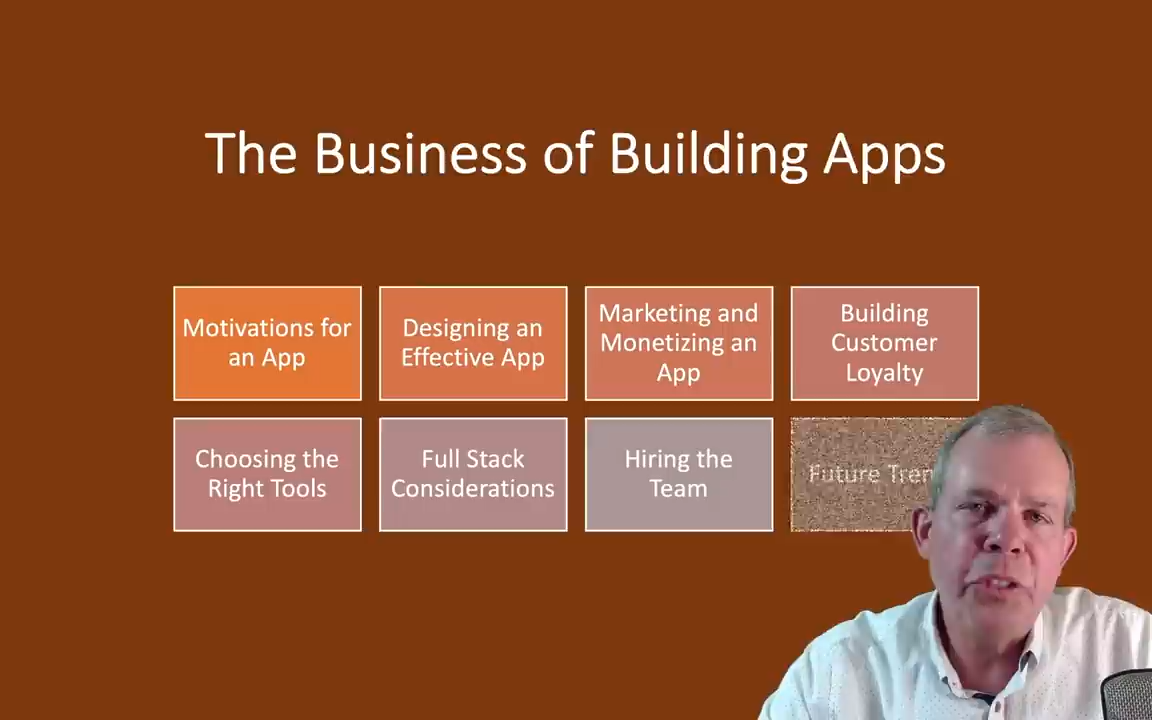 The Business of Building Apps
Motivations for
an App
Designing an
Effective App
Marketing and
Monetizing an
App
Building
Customer
Loyalty
Choosing the
Right Tools
Full Stack
Considerations
Hiring the
Team
Future